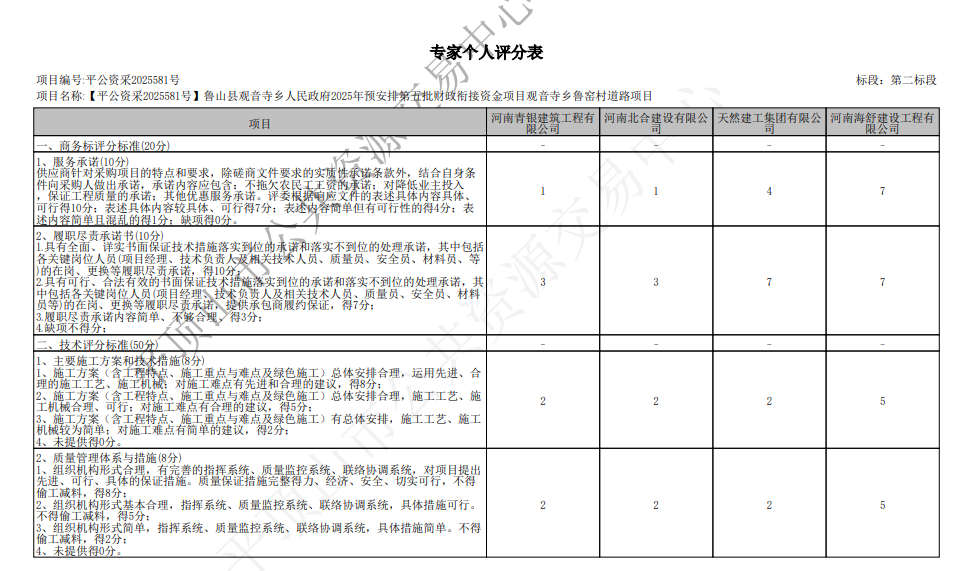 专家个人评分表
项目编号:平公资采2025581号
标段：第二标段
项目名称:【平公资采2025581号】鲁山县观音寺乡人民政府2025年预安排第五批财政衔接资金项目观音寺乡鲁窑村道路项目
项目
河南青银建筑工程有
限公司
河南北合建设有限公
司
天然建工集团有限公
司
河南海舒建设工程有
限公司
一、商务标评分标准(20分)
- - - -
1、服务承诺(10分)
供应商针对采购项目的特点和要求，除磋商文件要求的实质性承诺条款外，结合自身条
件向采购人做出承诺，承诺内容应包含：不拖欠农民工工资的承诺；对降低业主投入
，保证工程质量的承诺；其他优惠服务承诺。评委根据响应文件的表述具体内容具体、
可行得10分；表述具体内容较具体、可行得7分；表述内容简单但有可行性的得4分；表
述内容简单且混乱的得1分；缺项得0分。
1 1 4 7
2、履职尽责承诺书(10分)
1.具有全面、详实书面保证技术措施落实到位的承诺和落实不到位的处理承诺，其中包括
各关键岗位人员(项目经理、技术负责人及相关技术人员、质量员、安全员、材料员、等
)的在岗、更换等履职尽责承诺，得10分；
2.具有可行、合法有效的书面保证技术措施落实到位的承诺和落实不到位的处理承诺，其
中包括各关键岗位人员(项目经理、技术负责人及相关技术人员、质量员、安全员、材料
员等)的在岗、更换等履职尽责承诺，提供承包商履约保证，得7分；
3.履职尽责承诺内容简单、不够合理、得3分；
4.缺项不得分；
3 3 7 7
二、技术评分标准(50分)
- - - -
1、主要施工方案和技术措施(8分)
1、施工方案（含工程特点、施工重点与难点及绿色施工）总体安排合理，运用先进、合
理的施工工艺、施工机械；对施工难点有先进和合理的建议，得8分；
2、施工方案（含工程特点、施工重点与难点及绿色施工）总体安排合理，施工工艺、施
工机械合理、可行；对施工难点有合理的建议，得5分；
3、施工方案（含工程特点、施工重点与难点及绿色施工）有总体安排，施工工艺、施工
机械较为简单；对施工难点有简单的建议，得2分；
4、未提供得0分。
2 2 2 5
2、质量管理体系与措施(8分)
1、组织机构形式合理，有完善的指挥系统、质量监控系统、联络协调系统，对项目提出
先进、可行、具体的保证措施。质量保证措施完整得力、经济、安全、切实可行，不得
偷工减料，得8分；
2、组织机构形式基本合理，指挥系统、质量监控系统、联络协调系统，具体措施可行。
不得偷工减料，得5分；
3、组织机构形式简单，指挥系统、质量监控系统、联络协调系统，具体措施简单。不得
偷工减料，得2分；
4、未提供得0分。
2 2 2 5
平顶山市公共资源交易中心
平顶山市公共资源交易中心